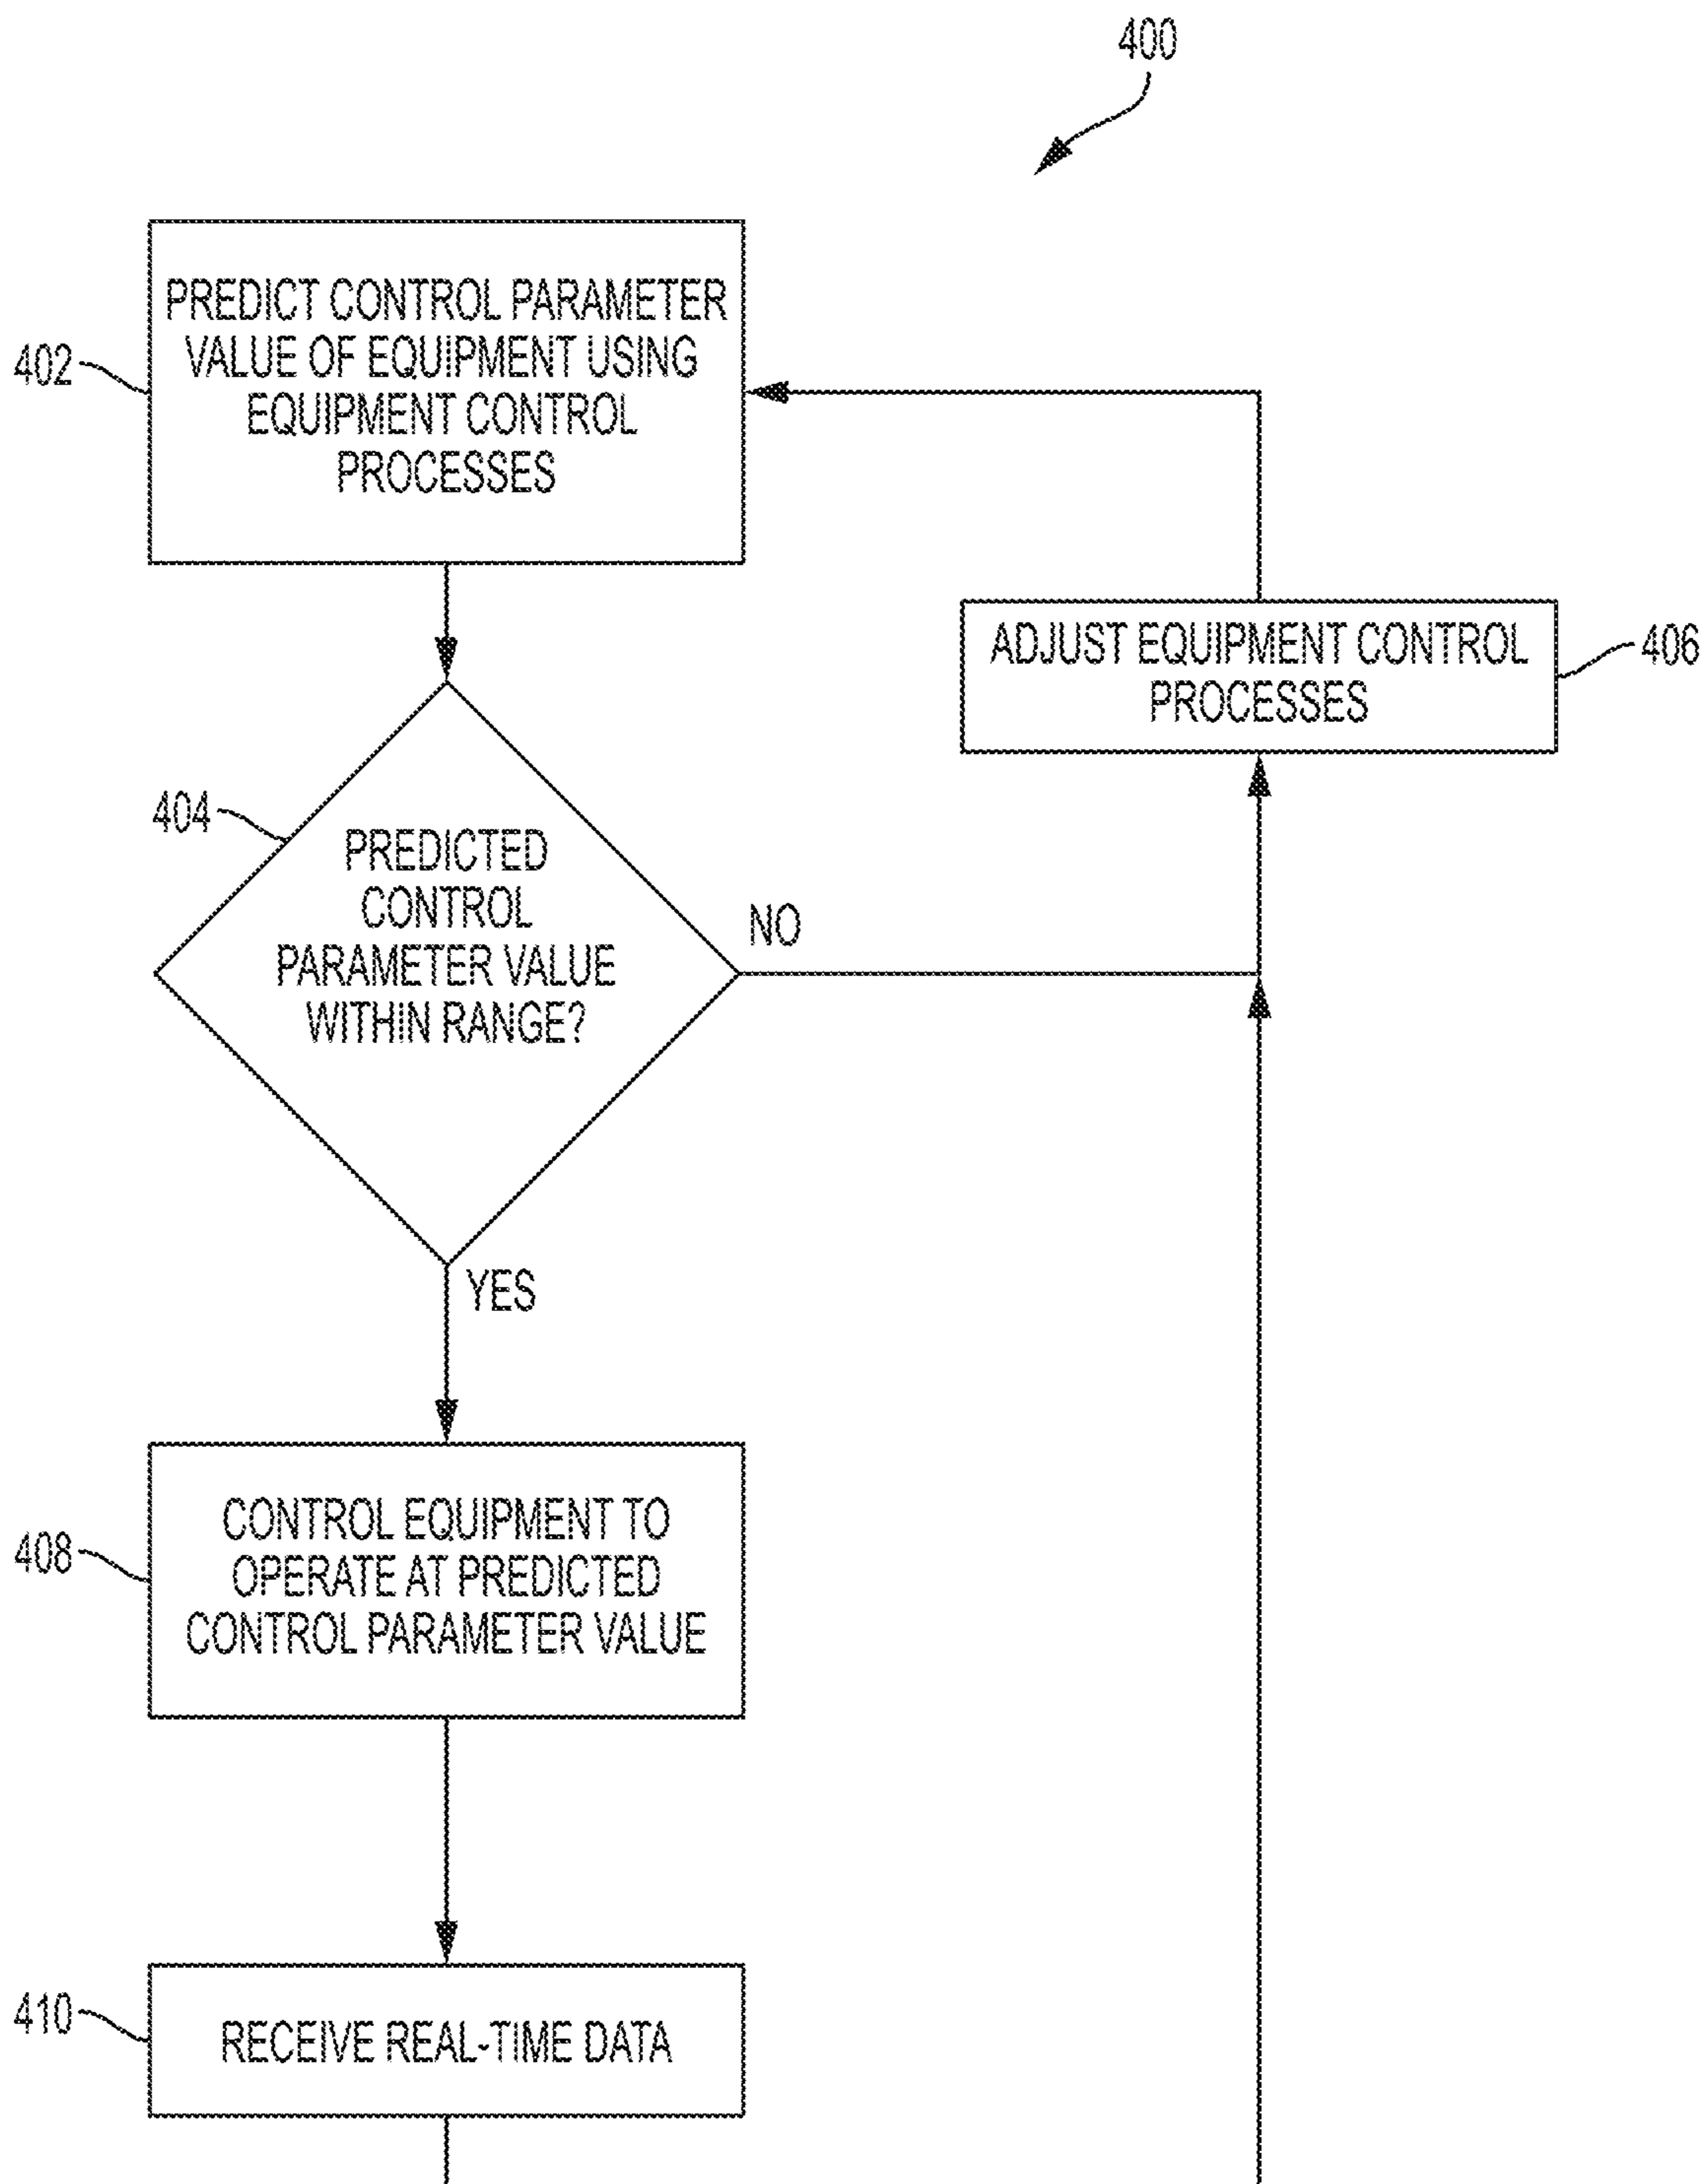 400
PREDICT CONTROL PARAMETER
VALUE OF EQUIPMENT USING
EQUIPMENT CONTROL
PROCESSES
402
ADJUST EQUIPMENT CONTROL
PROCESSES
406
404
PREDICTED
CONTROL
PARAMETER VALUE
WITHIN RANGE?
NO
YES
408
CONTROL EQUIPMENT TO
OPERATE AT PREDICTED
CONTROL PARAMETER VALUE
410
RECEIVE REAL-TIME DATA